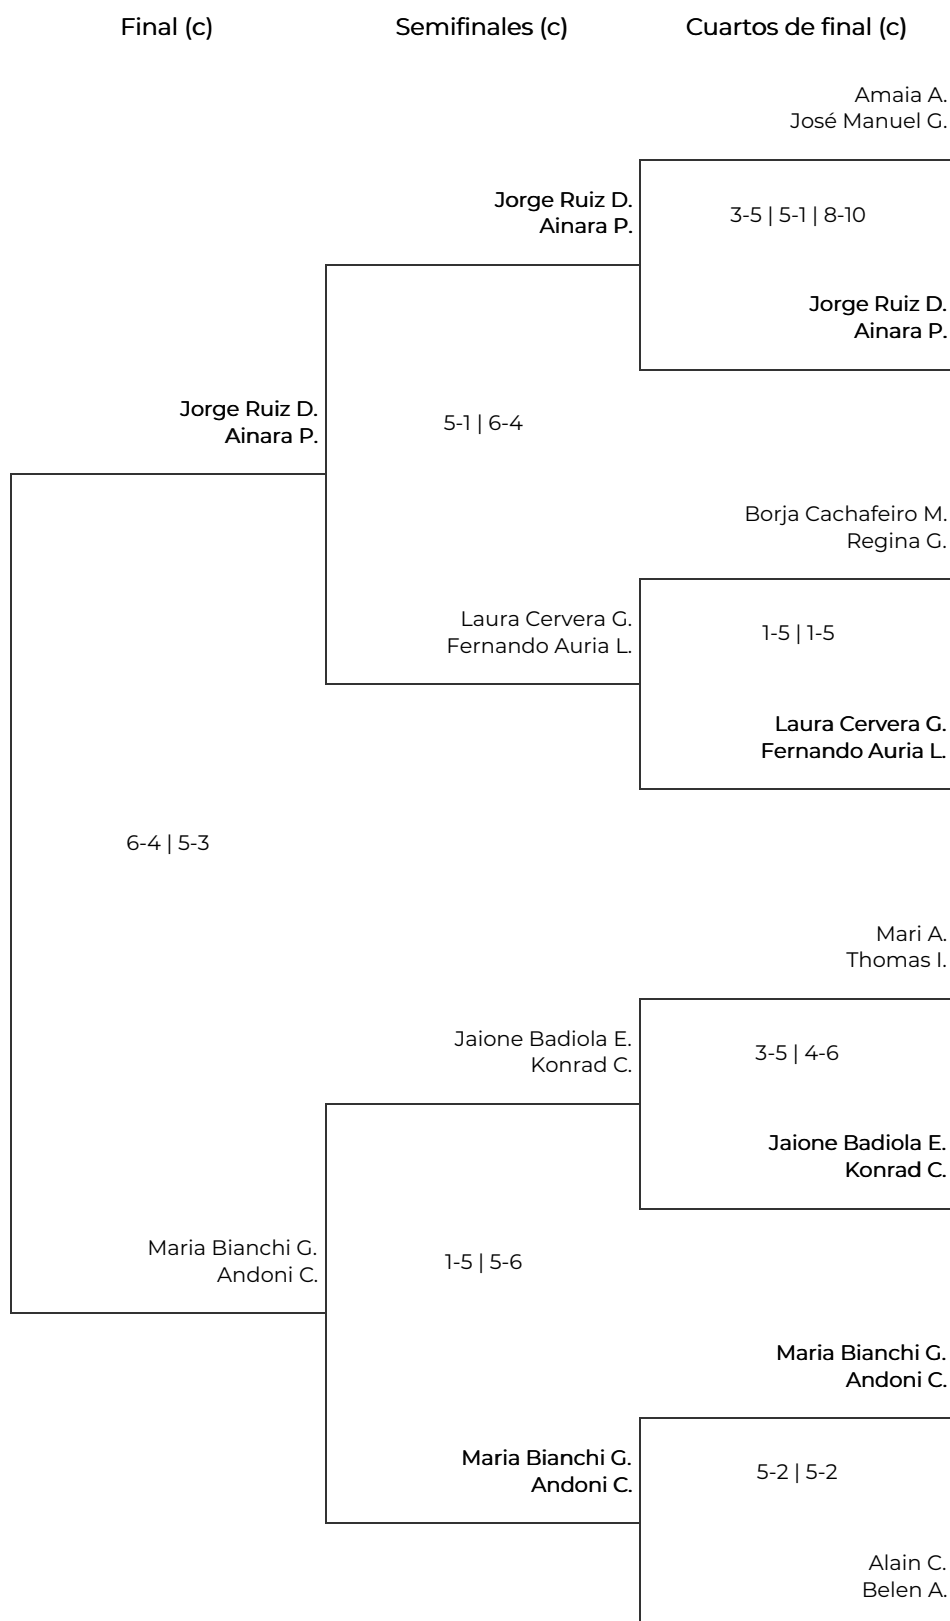 Final (c)
Semifinales (c)
Cuartos de final (c)
Amaia A.
José Manuel G.
Jorge Ruiz D.
Ainara P.
3-5 | 5-1 | 8-10
Jorge Ruiz D.
Ainara P.
Jorge Ruiz D.
Ainara P.
5-1 | 6-4
Borja Cachafeiro M.
Regina G.
Laura Cervera G.
Fernando Auria L.
1-5 | 1-5
Laura Cervera G.
Fernando Auria L.
6-4 | 5-3
Mari A.
Thomas I.
Jaione Badiola E.
Konrad C.
3-5 | 4-6
Jaione Badiola E.
Konrad C.
Maria Bianchi G.
Andoni C.
1-5 | 5-6
Maria Bianchi G.
Andoni C.
Maria Bianchi G.
Andoni C.
5-2 | 5-2
Alain C.
Belen A.